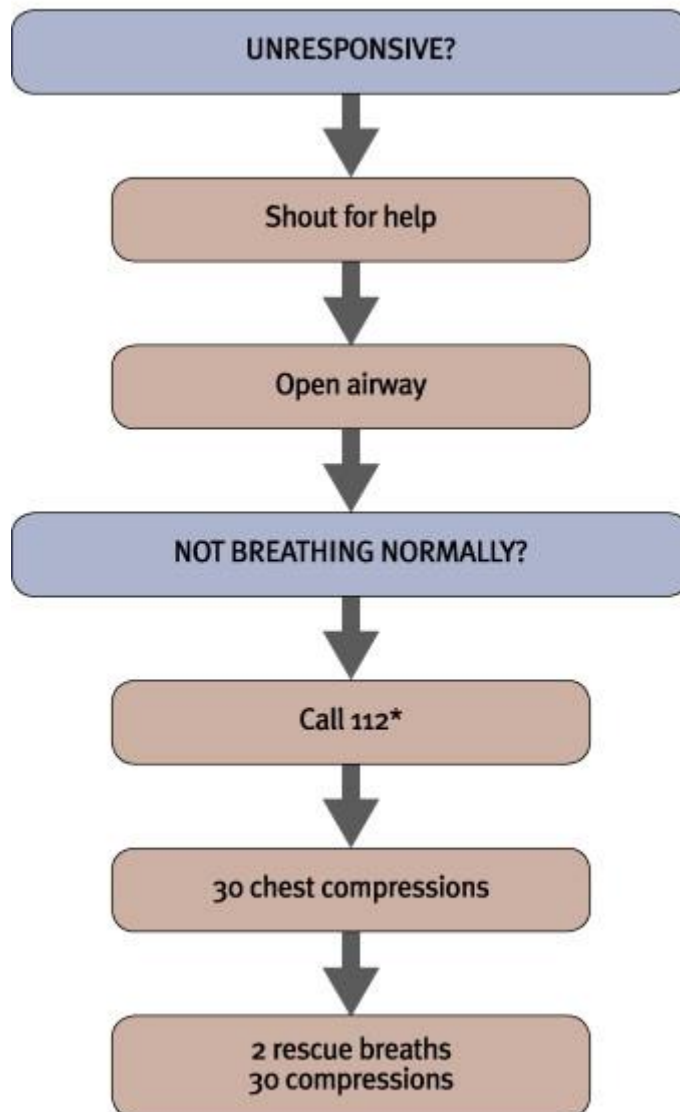 UNRESPONSIVE?
Shout for help
Open airway
NOT BREATHING NORMALLY?
Call 112*
30 chest compressions
2 rescue breaths
30 compressions